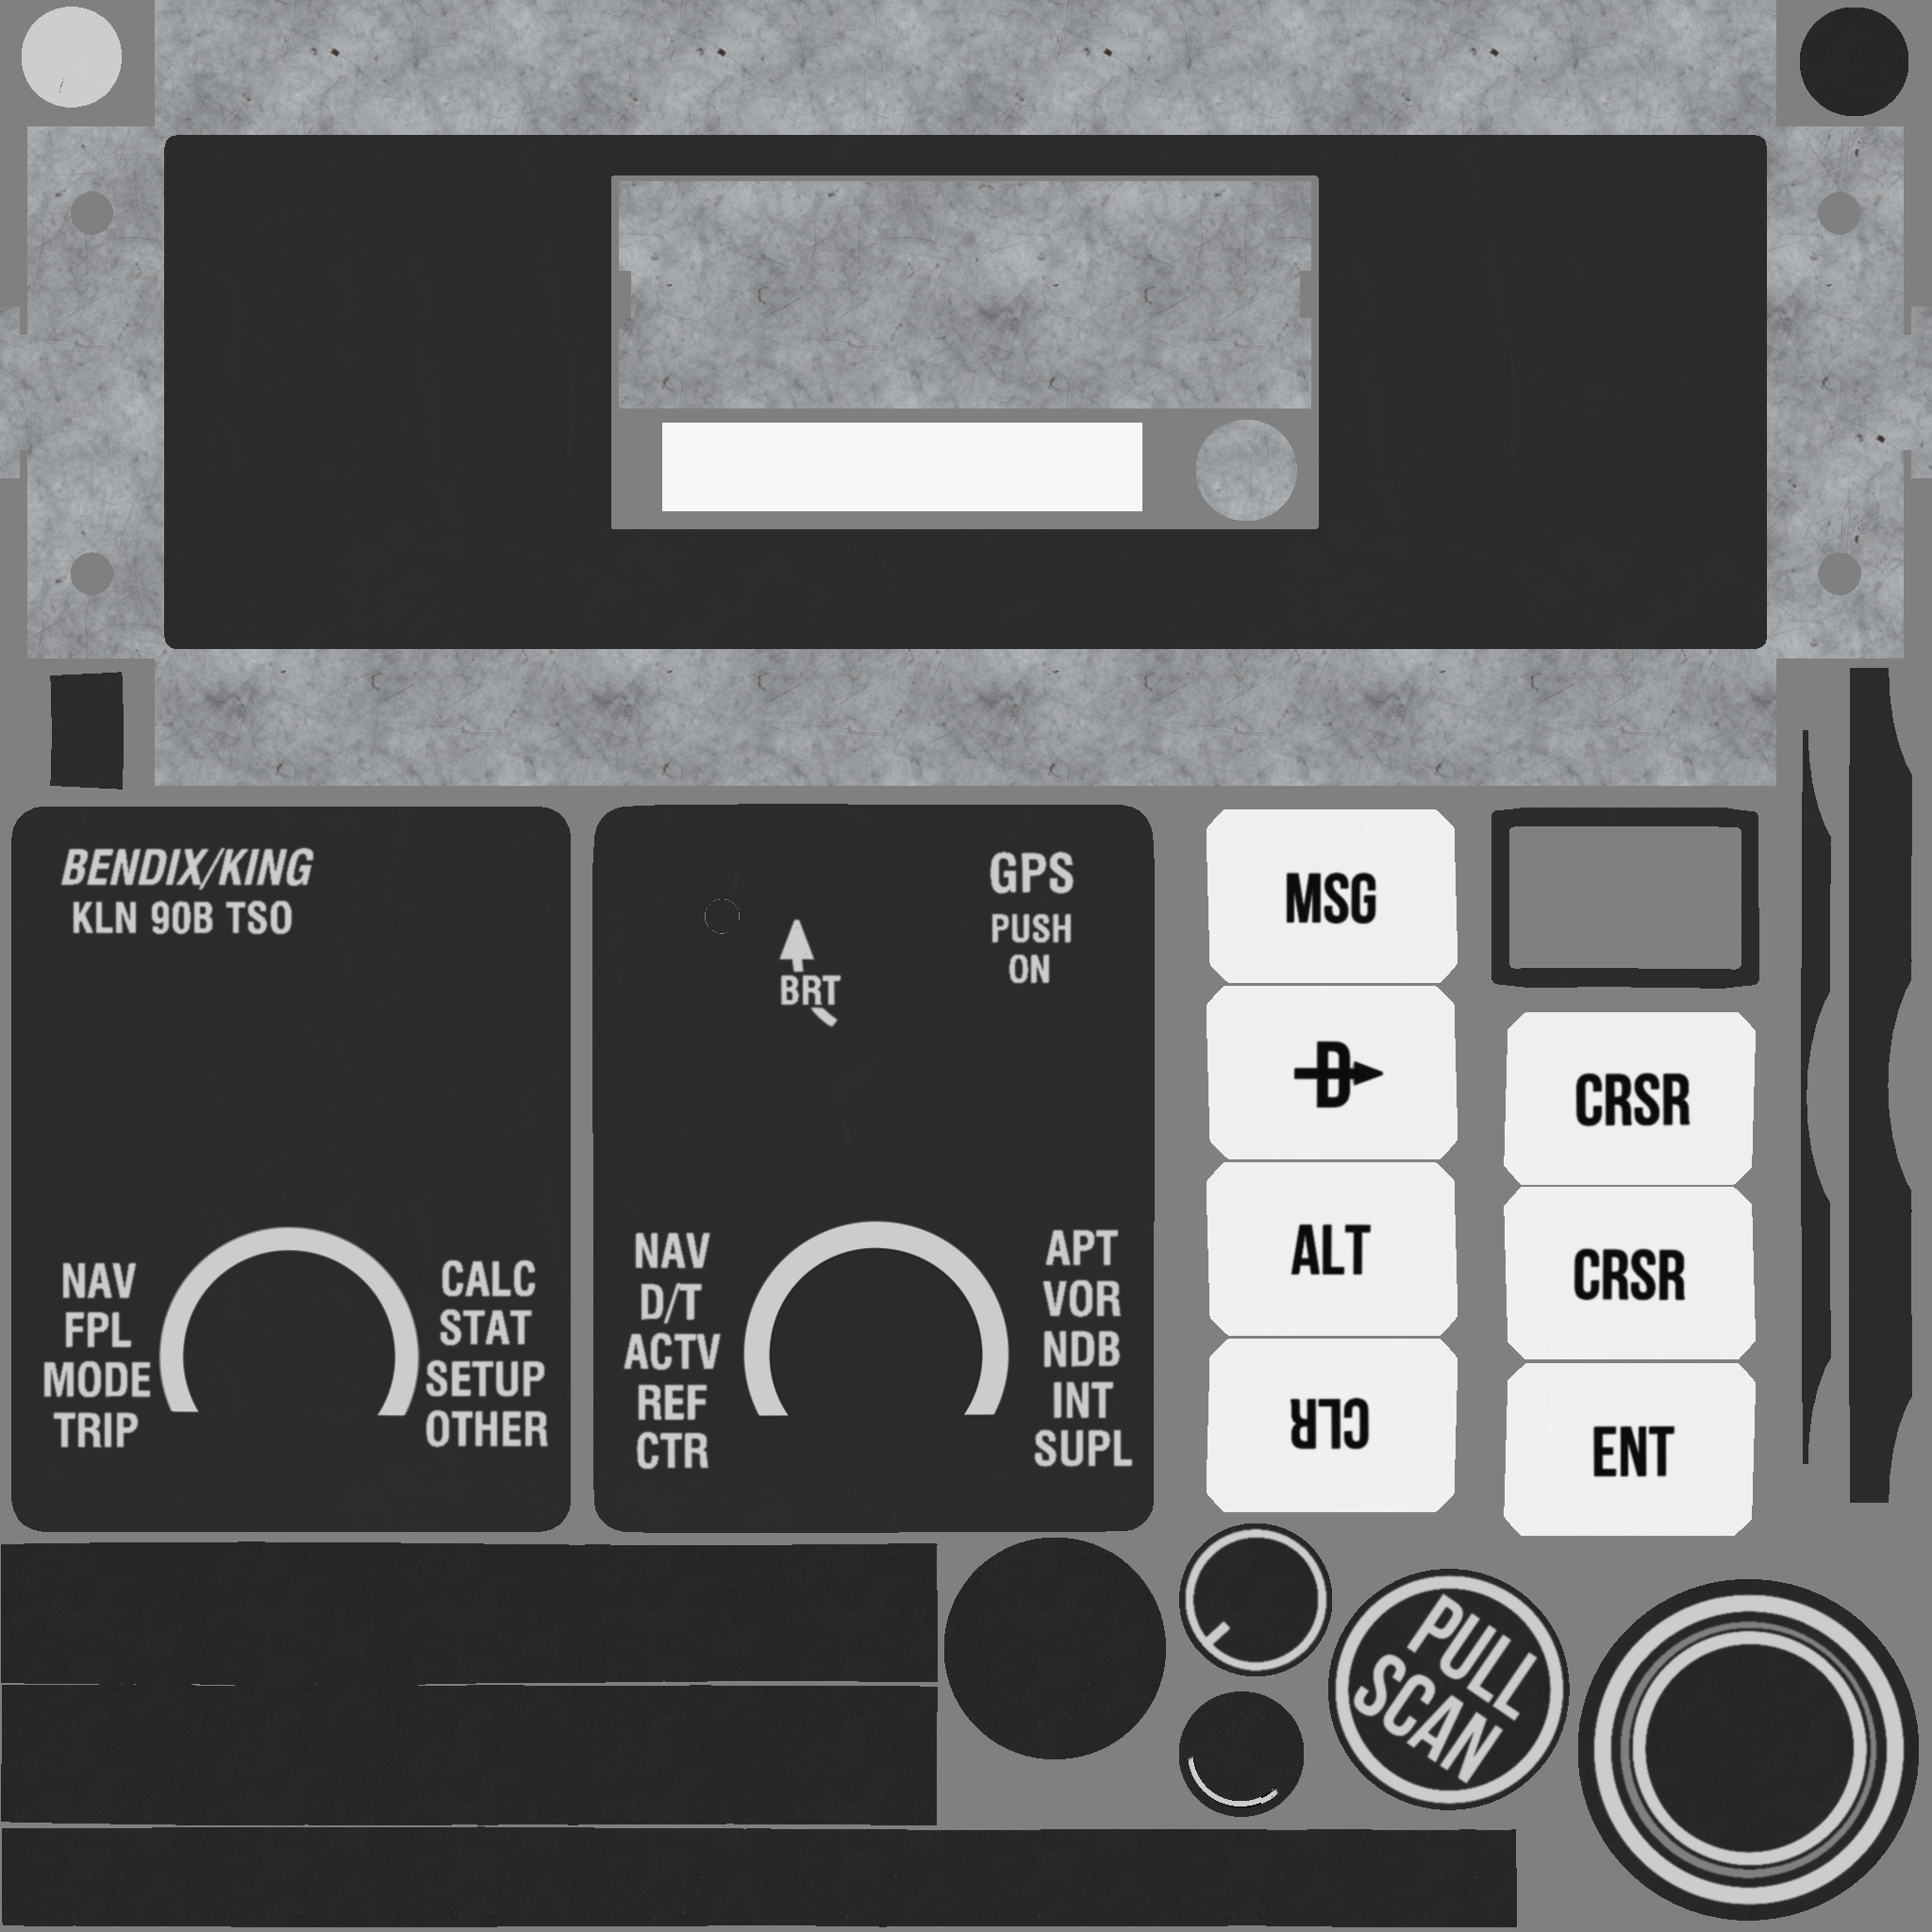 BENDIX/KING
KLN 90B TSO
NAV
FPL
MODE
TRIP
CALC
STAT
SETUP
OTHER
GPS
PUSH
ON
BRT
NAV
D/T
ACTV
REF
CTR
APT
VOR
NDB
INT
SUPL
MSG
D
ALT
CLR
CRSR
CRSR
ENT
PULL
SCAN